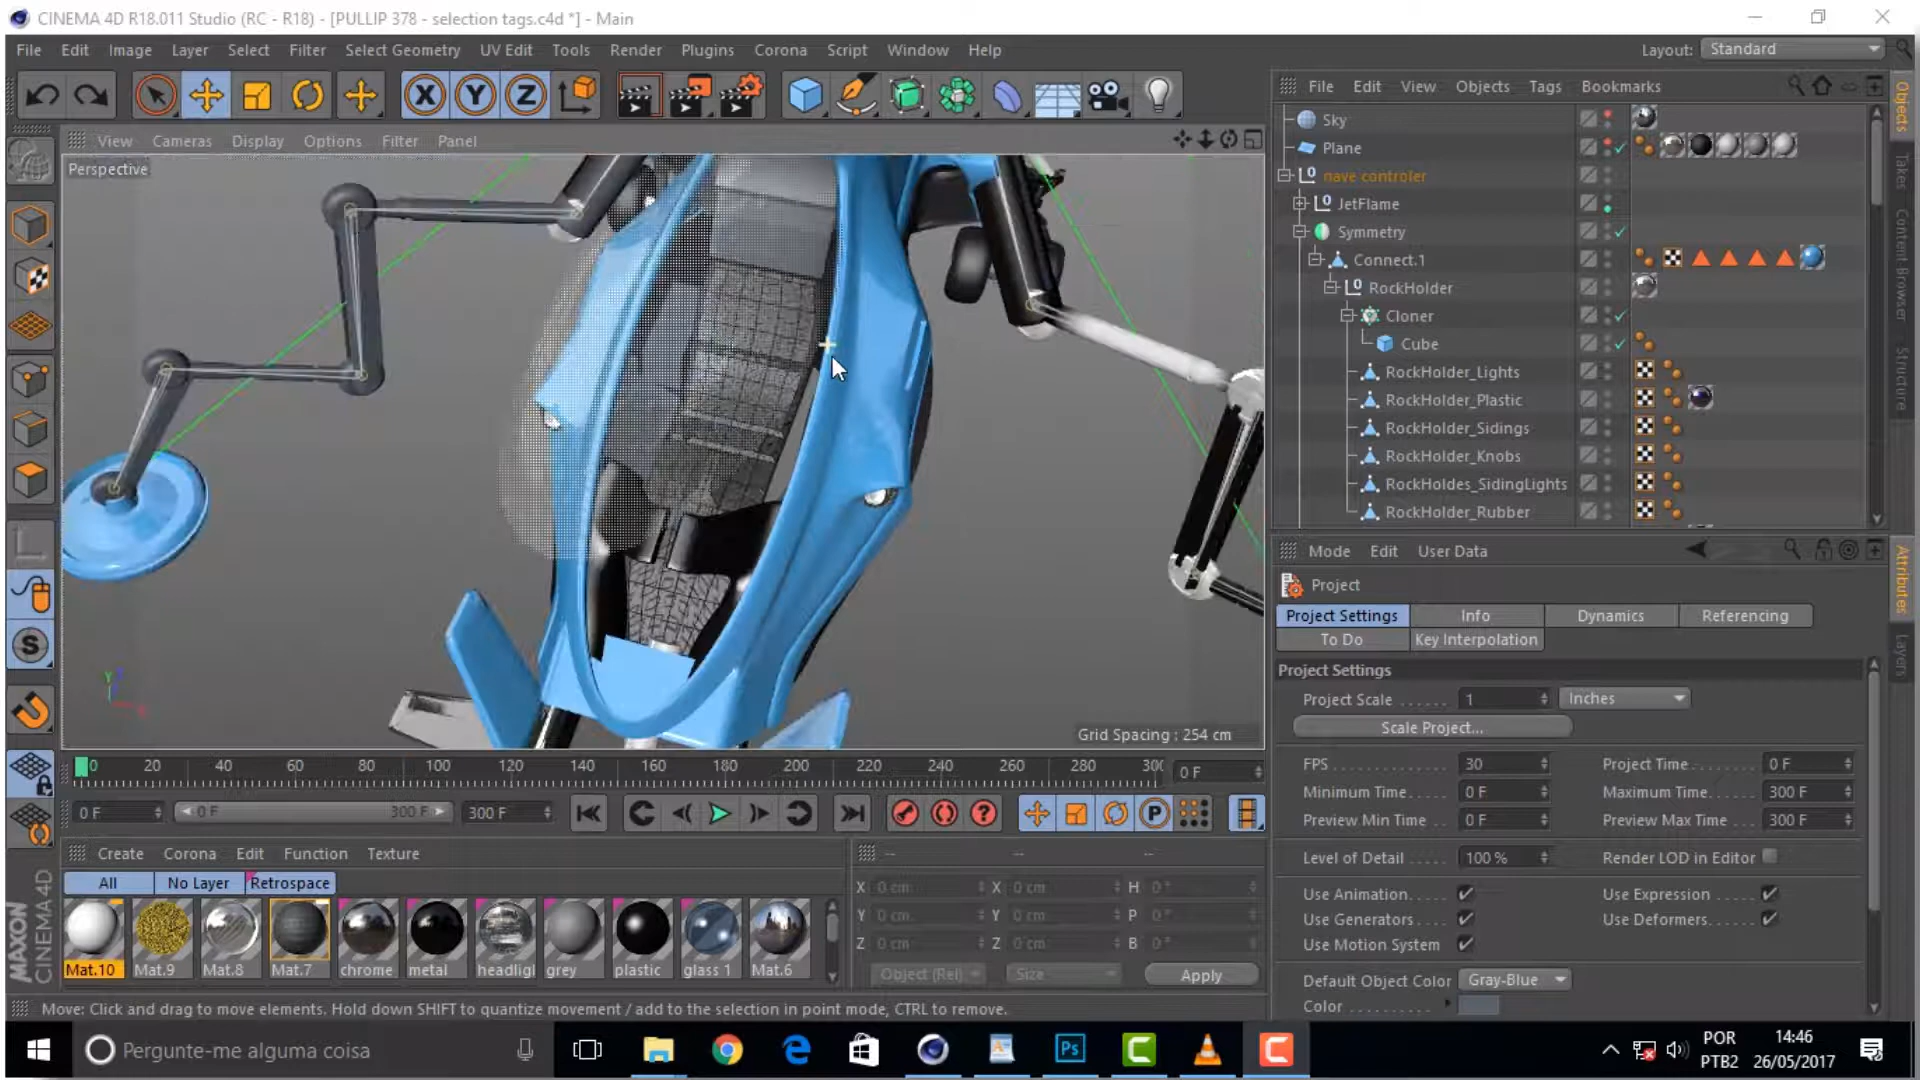 CINEMA 4D R18.011 Studio (RC - R18) - [PULLIP 378 - selection tags.c4d *] - Main
File Edit Image Layer Select Filter Select Geometry UV Edit Tools Render Plugins Corona Script Window Help
Layout: Standard
X Y Z
File Edit View Objects Tags Bookmarks
View Cameras Display Options Filter Panel
Perspective
Sky
Plane
nave controler
JetFlame
Symmetry
Connect.1
RockHolder
Cloner
Cube
RockHolder_Lights
RockHolder_Plastic
RockHolder_Sidings
RockHolder_Knobs
RockHoldes_SidingLights
RockHolder_Rubber
Objects
Takes
Content Browser
Structure
Grid Spacing : 254 cm
Mode Edit User Data
Attributes
Layers
Project
Project Settings Info Dynamics Referencing
To Do Key Interpolation
Project Settings
Project Scale 1 Inches
Scale Project...
FPS 30 Project Time 0 F
Minimum Time 0 F Maximum Time 300 F
Preview Min Time 0 F Preview Max Time 300 F
Level of Detail 100 % Render LOD in Editor
Use Animation Use Expression
Use Generators Use Deformers
Use Motion System
Default Object Color Gray-Blue
Color
0 20 40 60 80 100 120 140 160 180 200 220 240 260 280 300 0 F
0 F 0 F 300 F 300 F
P
Create Corona Edit Function Texture
All No Layer Retrospace
Mat.10 Mat.9 Mat.8 Mat.7 chrome metal headligl grey plastic glass 1 Mat.6
X 0 cm X 0 cm H 0 °
Y 0 cm Y 0 cm P 0 °
Z 0 cm Z 0 cm B 0 °
Object (Rel) Size Apply
MAXON CINEMA 4D
Move: Click and drag to move elements. Hold down SHIFT to quantize movement / add to the selection in point mode, CTRL to remove.
Pergunte-me alguma coisa
Ps
POR
PTB2
14:46
26/05/2017